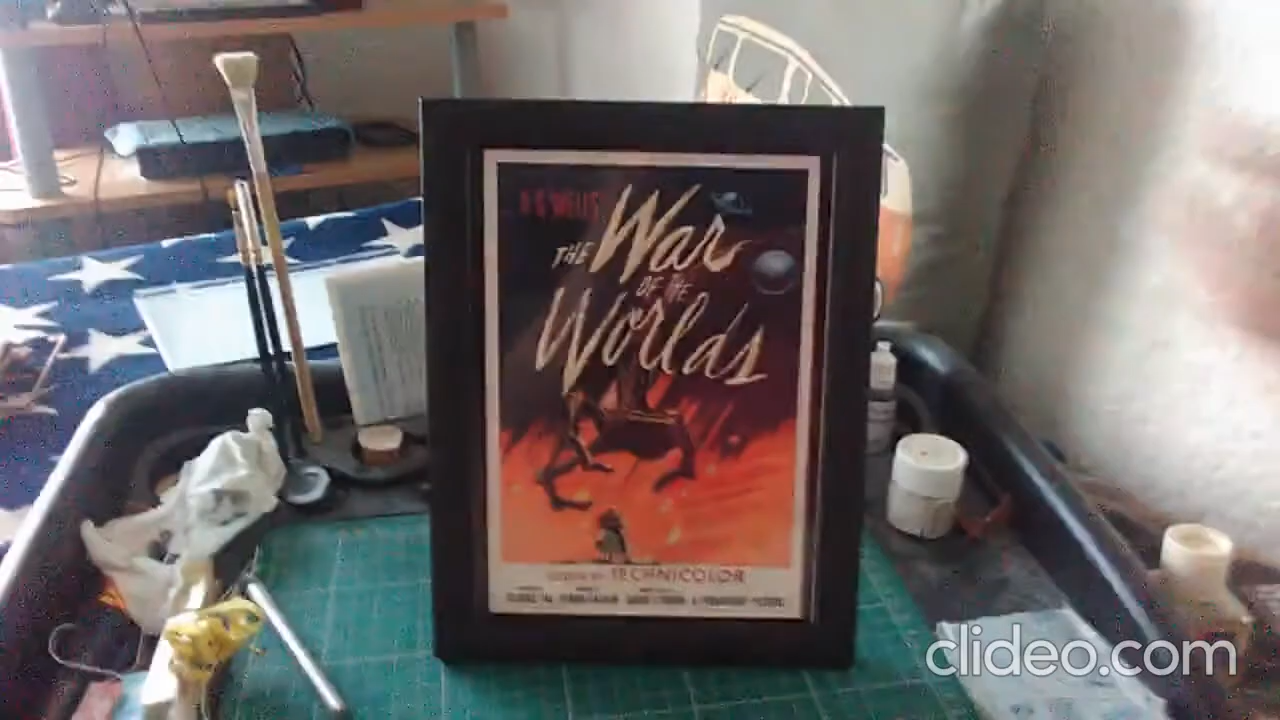 H G WELLS
THE War
OF THE
Worlds
COLOR BY TECHNICOLOR
clideo.com